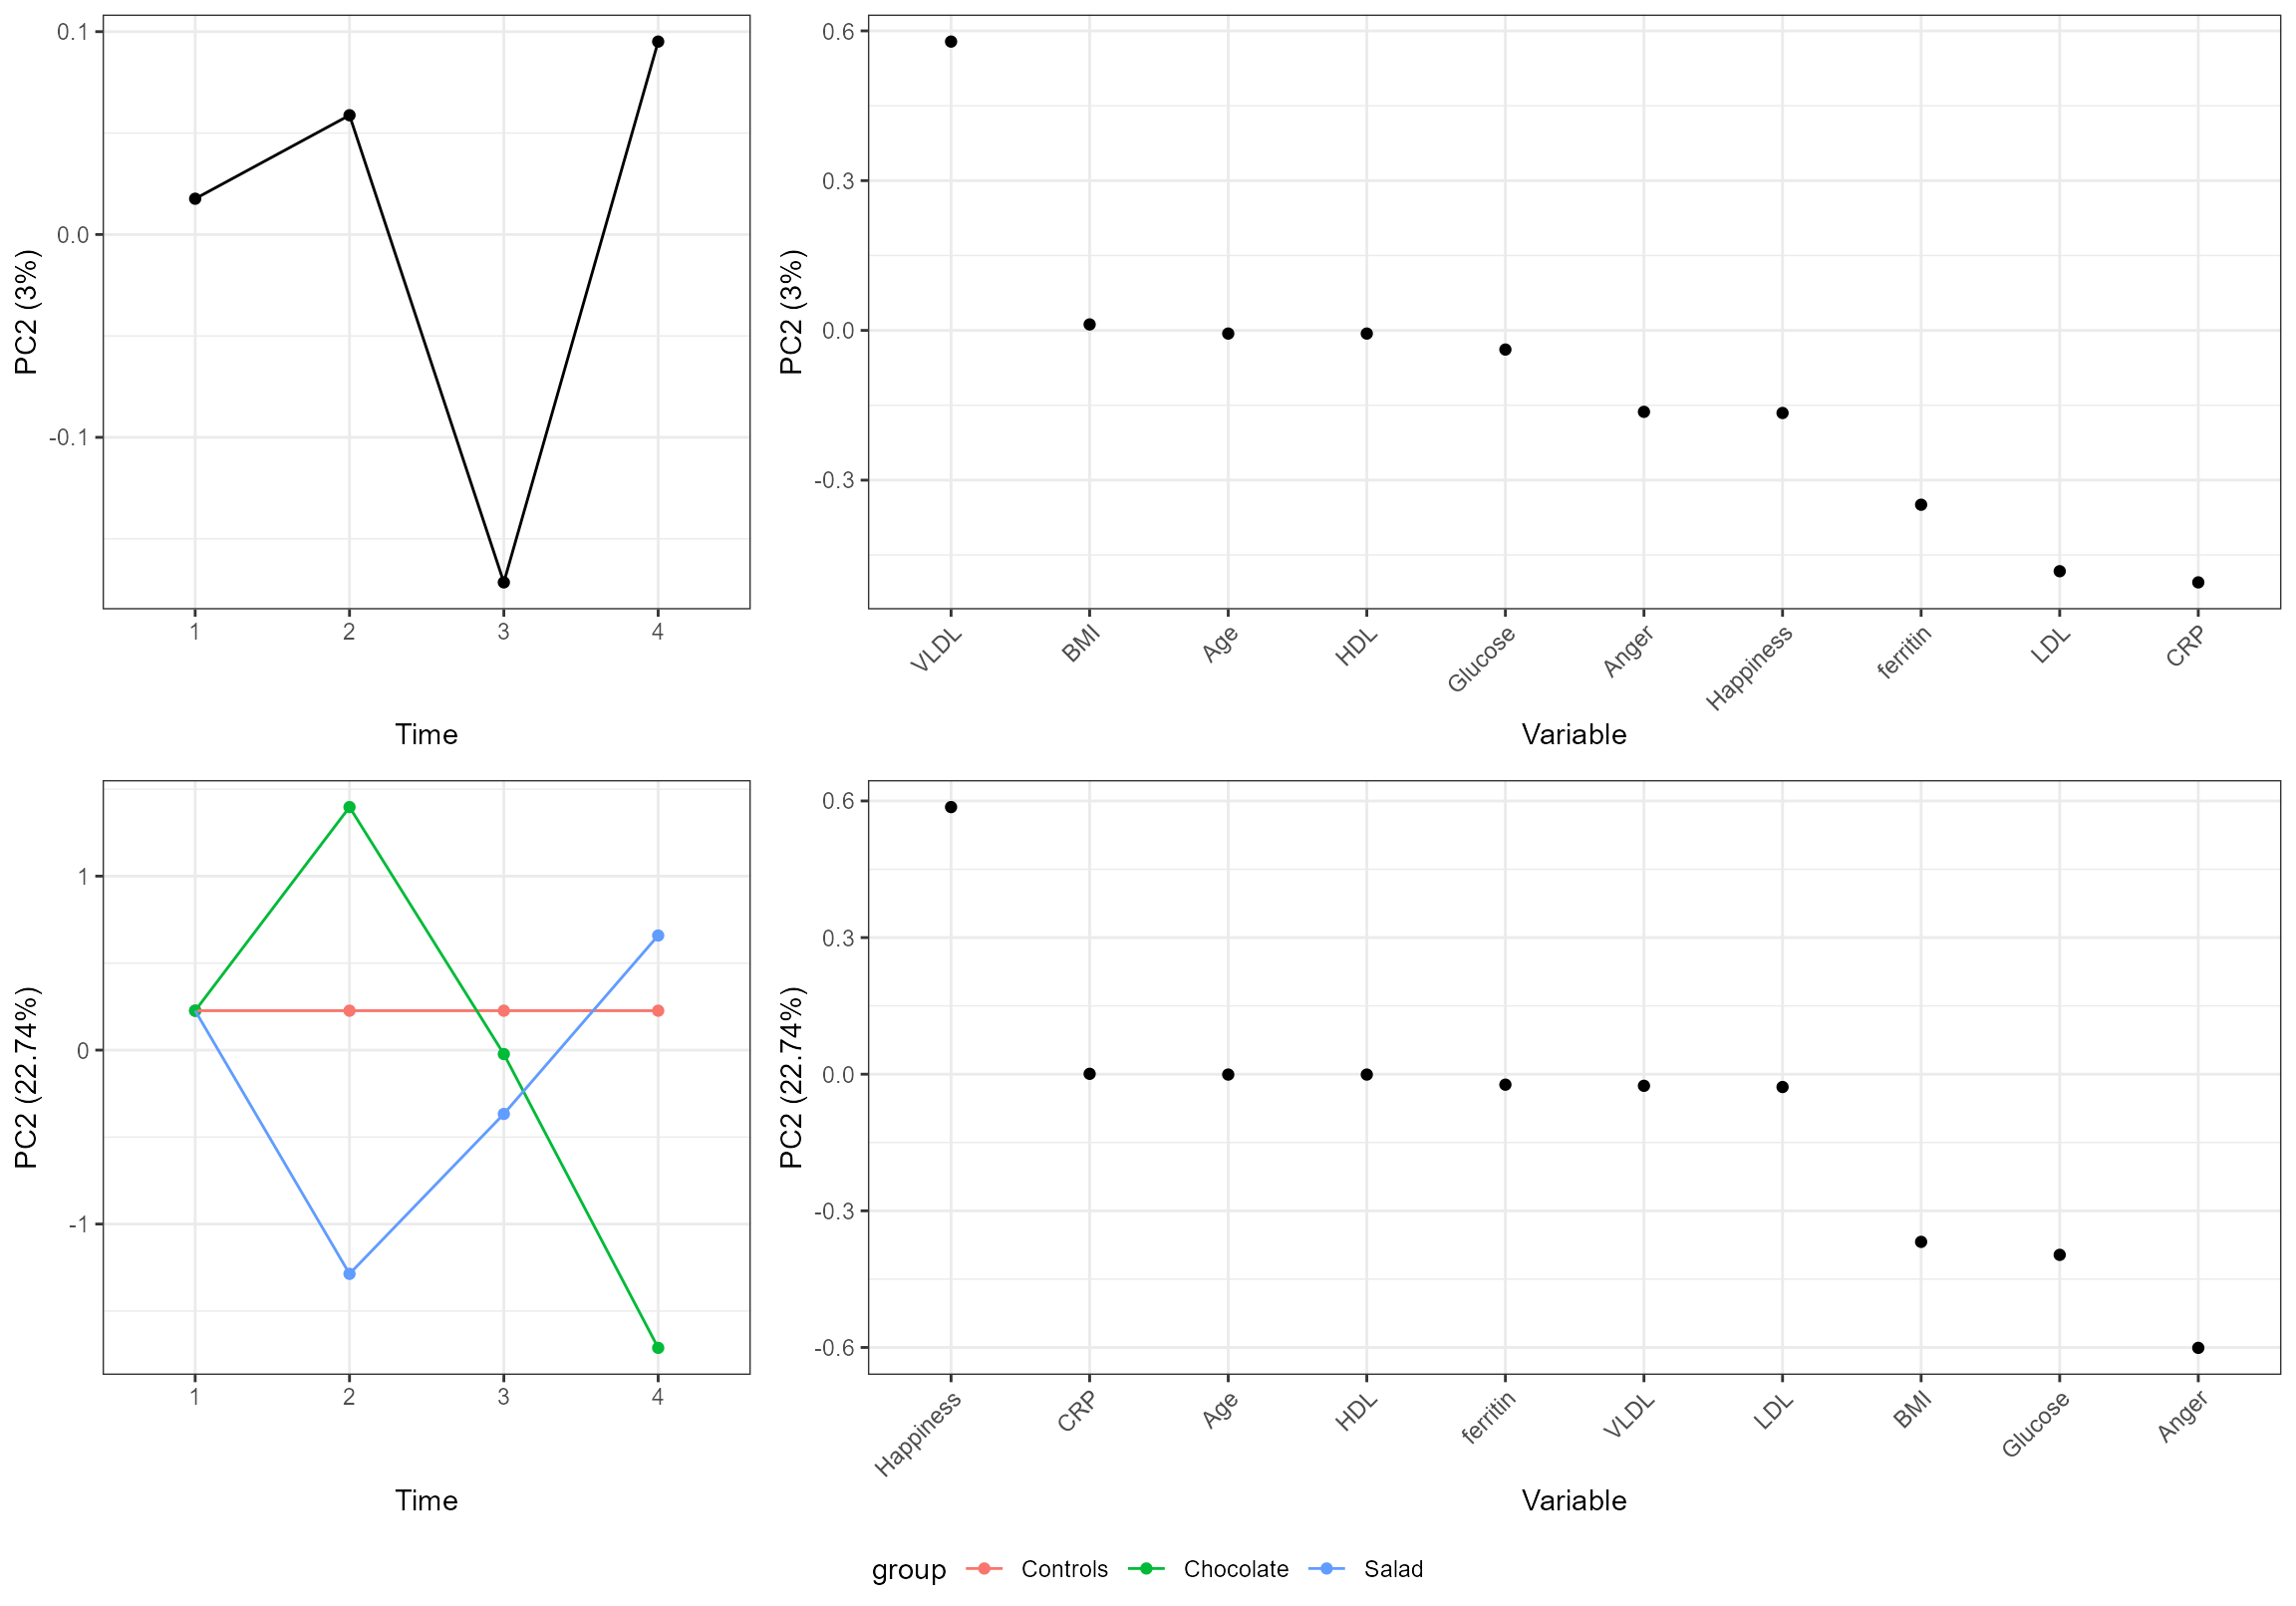 PC2 (3%)
0.1
0.0
-0.1
1 2 3 4
Time
PC2 (3%)
0.6
0.3
0.0
-0.3
VLDL BMI Age HDL Glucose Anger Happiness ferritin LDL CRP
Variable
PC2 (22.74%)
1
0
-1
1 2 3 4
Time
PC2 (22.74%)
0.6
0.3
0.0
-0.3
-0.6
Happiness CRP Age HDL ferritin VLDL LDL BMI Glucose Anger
Variable
group Controls Chocolate Salad